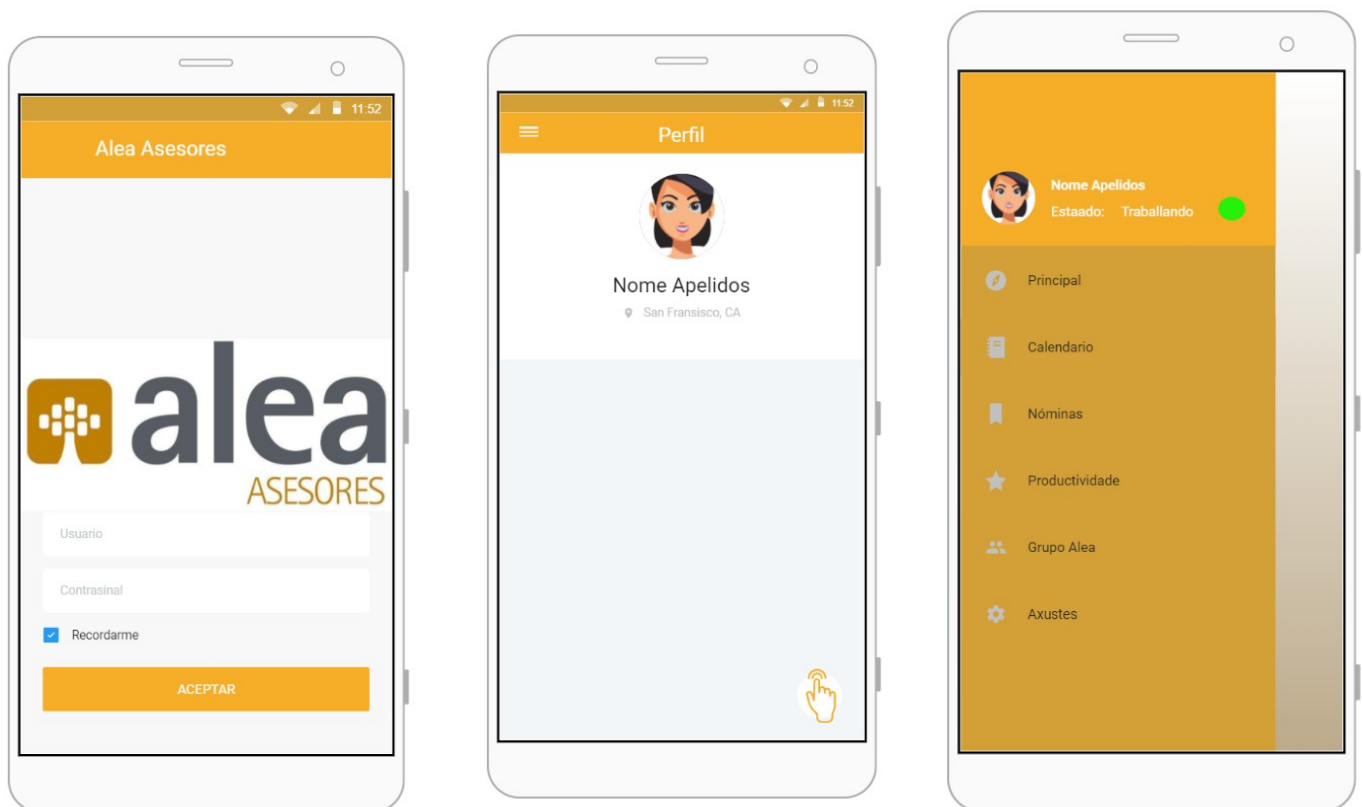 11:52
Alea Asesores
alea
ASESORES
Usuario
Contrasinal
Recordarme
ACEPTAR
11:52
Perfil
Nome Apelidos
San Fransisco, CA
Nome Apelidos
Estaado: Traballando
Principal
Calendario
Nóminas
Productividade
Grupo Alea
Axustes